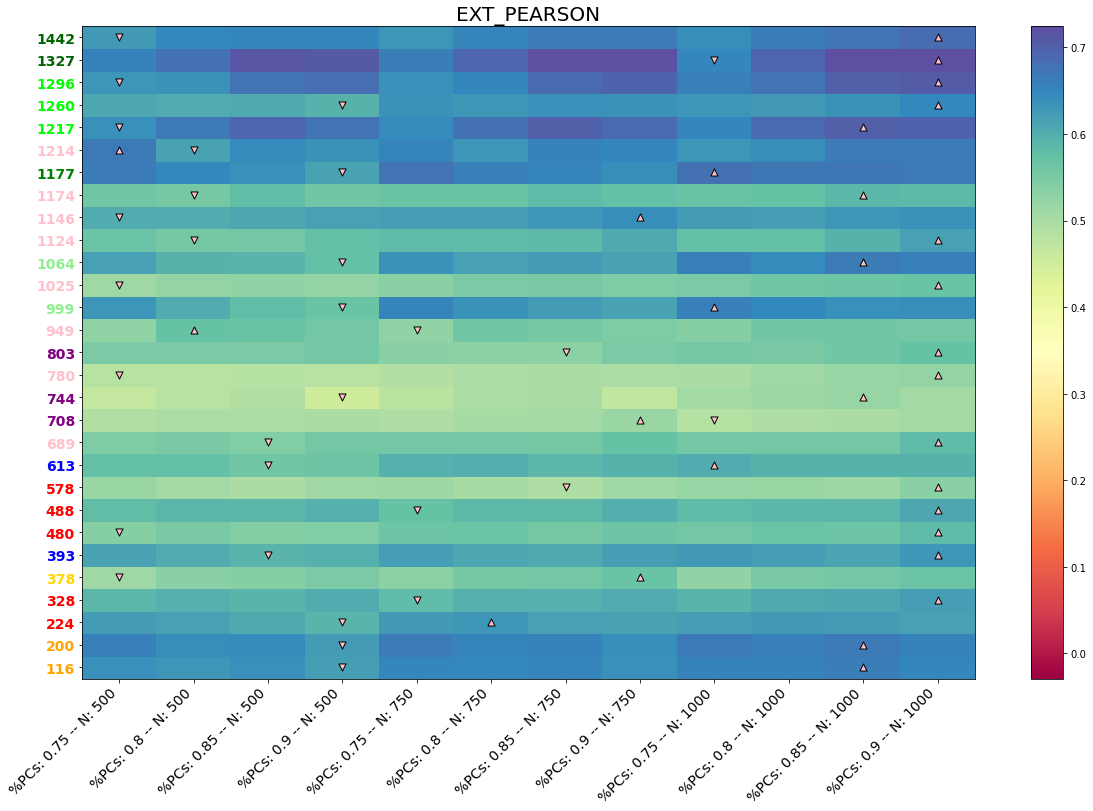 EXT_PEARSON
1442
1327
1296
1260
1217
1214
1177
1174
1146
1124
1064
1025
999
949
803
780
744
708
689
613
578
488
480
393
378
328
224
200
116
%PCs: 0.75 -- N: 500
%PCs: 0.8 -- N: 500
%PCs: 0.85 -- N: 500
%PCs: 0.9 -- N: 500
%PCs: 0.75 -- N: 750
%PCs: 0.8 -- N: 750
%PCs: 0.85 -- N: 750
%PCs: 0.9 -- N: 750
%PCs: 0.75 -- N: 1000
%PCs: 0.8 -- N: 1000
%PCs: 0.85 -- N: 1000
%PCs: 0.9 -- N: 1000
0.7
0.6
0.5
0.4
0.3
0.2
0.1
0.0